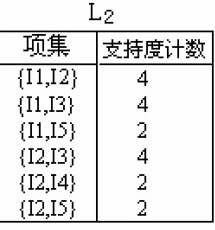 L2
项集 支持度计数
{I1,I2} 4
{I1,I3} 4
{I1,I5} 2
{I2,I3} 4
{I2,I4} 2
{I2,I5} 2